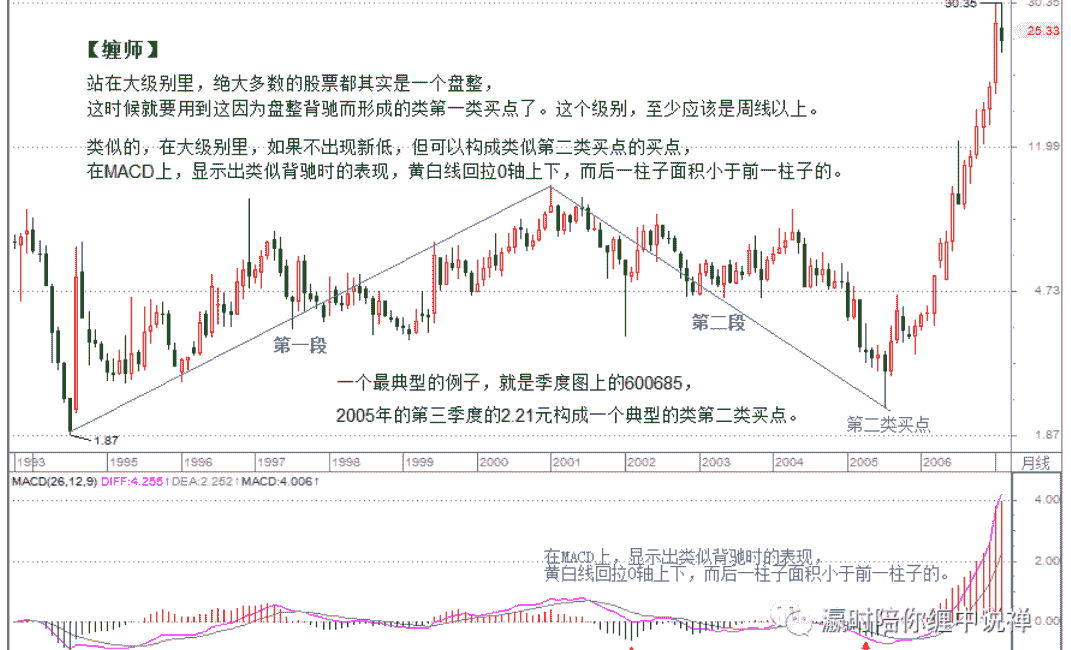 30.35
30.35
25.33
【缠师】
站在大级别里，绝大多数的股票都其实是一个盘整，
这时候就要用到这因为盘整背驰而形成的类第一类买点了。这个级别，至少应该是周线以上。
类似的，在大级别里，如果不出现新低，但可以构成类似第二类买点的买点，
在MACD上，显示出类似背驰时的表现，黄白线回拉0轴上下，而后一柱子面积小于前一柱子的。
11.99
4.73
第一段
第二段
一个最典型的例子，就是季度图上的600685，
2005年的第三季度的2.21元构成一个典型的类第二类买点。
第二类买点
1.87
1.87
1993 1995 1996 1997 1998 1999 2000 2001 2002 2003 2004 2005 2006 月线
MACD(26,12,9) DIFF:4.255↑DEA:2.252↑MACD:4.006↑
4.00
在MACD上，显示出类似背驰时的表现，
黄白线回拉0轴上下，而后一柱子面积小于前一柱子的。
2.00
0.00
瀛时陪你缠中说禅